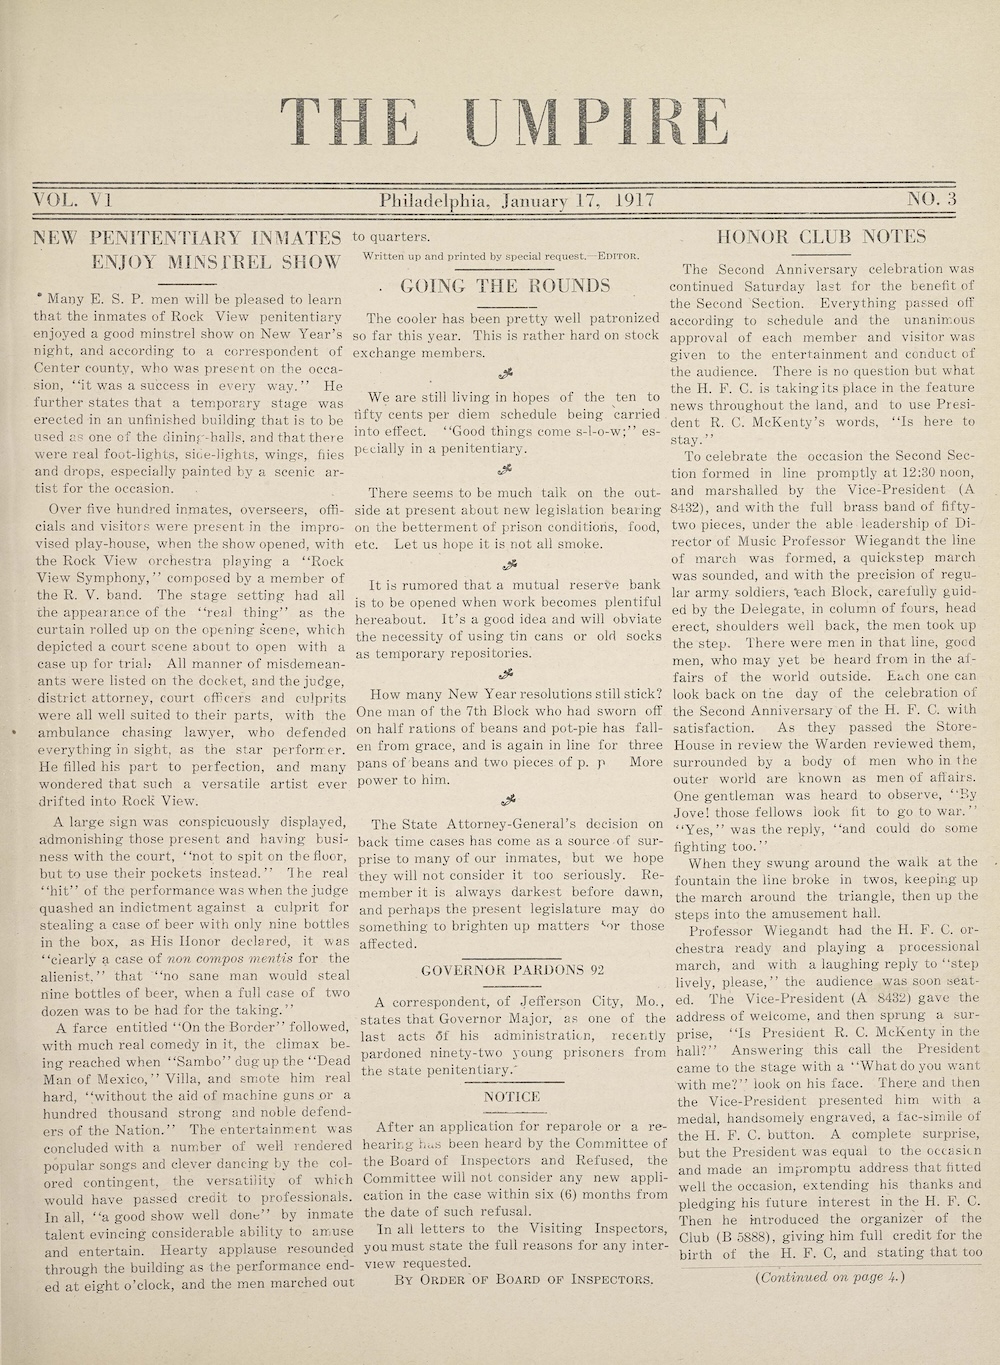 THE UMPIRE
VOL. VI
Philadelphia, January 17, 1917
NO. 3
NEW PENITENTIARY INMATES
ENJOY MINSTREL SHOW
Many E. S. P. men will be pleased to learn
that the inmates of Rock View penitentiary
enjoyed a good minstrel show on New Year's
night, and according to a correspondent of
Center county, who was present on the occa-
sion, "it was a success in every way." He
further states that a temporary stage was
erected in an unfinished building that is to be
used as one of the dining-halls, and that there
were real foot-lights, side-lights, wings, flies
and drops, especially painted by a scenic ar-
tist for the occasion.
Over five hundred inmates, overseers, offi-
cials and visitors were present in the impro-
vised play-house, when the show opened, with
the Rock View orchestra playing a "Rock
View Symphony," composed by a member of
the R. V. band. The stage setting had all
the appearance of the "real thing" as the
curtain rolled up on the opening scene, which
depicted a court scene about to open with a
case up for trial: All manner of misdemean-
ants were listed on the docket, and the judge,
district attorney, court officers and culprits
were all well suited to their parts, with the
ambulance chasing lawyer, who defended
everything in sight, as the star performer.
He filled his part to perfection, and many
wondered that such a versatile artist ever
drifted into Rock View.
A large sign was conspicuously displayed,
admonishing those present and having busi-
ness with the court, "not to spit on the floor,
but to use their pockets instead." The real
"hit" of the performance was when the judge
quashed an indictment against a culprit for
stealing a case of beer with only nine bottles
in the box, as His Honor declared, it was
"clearly a case of non compos mentis for the
alienist," that "no sane man would steal
nine bottles of beer, when a full case of two
dozen was to be had for the taking."
A farce entitled "On the Border" followed,
with much real comedy in it, the climax be-
ing reached when "Sambo" dug up the "Dead
Man of Mexico," Villa, and smote him real
hard, "without the aid of machine guns or a
hundred thousand strong and noble defend-
ers of the Nation." The entertainment was
concluded with a number of well rendered
popular songs and clever dancing by the col-
ored contingent, the versatility of which
would have passed credit to professionals.
In all, "a good show well done" by inmate
talent evincing considerable ability to amuse
and entertain. Hearty applause resounded
through the building as the performance end-
ed at eight o'clock, and the men marched out
to quarters.
Written up and printed by special request.—EDITOR.
GOING THE ROUNDS
The cooler has been pretty well patronized
so far this year. This is rather hard on stock
exchange members.
We are still living in hopes of the ten to
fifty cents per diem schedule being carried
into effect. "Good things come s-l-o-w;" es-
pecially in a penitentiary.
There seems to be much talk on the out-
side at present about new legislation bearing
on the betterment of prison conditions, food,
etc. Let us hope it is not all smoke.
It is rumored that a mutual reserve bank
is to be opened when work becomes plentiful
hereabout. It's a good idea and will obviate
the necessity of using tin cans or old socks
as temporary repositories.
How many New Year resolutions still stick?
One man of the 7th Block who had sworn off
on half rations of beans and pot-pie has fall-
en from grace, and is again in line for three
pans of beans and two pieces of p. p More
power to him.
The State Attorney-General's decision on
back time cases has come as a source of sur-
prise to many of our inmates, but we hope
they will not consider it too seriously. Re-
member it is always darkest before dawn,
and perhaps the present legislature may do
something to brighten up matters for those
affected.
GOVERNOR PARDONS 92
A correspondent, of Jefferson City, Mo.,
states that Governor Major, as one of the
last acts of his administration, recently
pardoned ninety-two young prisoners from
the state penitentiary.
NOTICE
After an application for reparole or a re-
hearing has been heard by the Committee of
the Board of Inspectors and Refused, the
Committee will not consider any new appli-
cation in the case within six (6) months from
the date of such refusal.
In all letters to the Visiting Inspectors,
you must state the full reasons for any inter-
view requested.
BY ORDER OF BOARD OF INSPECTORS.
HONOR CLUB NOTES
The Second Anniversary celebration was
continued Saturday last for the benefit of
the Second Section. Everything passed off
according to schedule and the unanimous
approval of each member and visitor was
given to the entertainment and conduct of
the audience. There is no question but what
the H. F. C. is taking its place in the feature
news throughout the land, and to use Presi-
dent R. C. McKenty's words, "Is here to
stay."
To celebrate the occasion the Second Sec-
tion formed in line promptly at 12:30 noon,
and marshalled by the Vice-President (A
8432), and with the full brass band of fifty-
two pieces, under the able leadership of Di-
rector of Music Professor Wiegandt the line
of march was formed, a quickstep march
was sounded, and with the precision of regu-
lar army soldiers, each Block, carefully guid-
ed by the Delegate, in column of fours, head
erect, shoulders well back, the men took up
the step. There were men in that line, good
men, who may yet be heard from in the af-
fairs of the world outside. Each one can
look back on tne day of the celebration of
the Second Anniversary of the H. F. C. with
satisfaction. As they passed the Store-
House in review the Warden reviewed them,
surrounded by a body of men who in the
outer world are known as men of affairs.
One gentleman was heard to observe, "By
Jove! those fellows look fit to go to war."
"Yes," was the reply, "and could do some
fighting too."
When they swung around the walk at the
fountain the line broke in twos, keeping up
the march around the triangle, then up the
steps into the amusement hall.
Professor Wiegandt had the H. F. C. or-
chestra ready and playing a processional
march, and with a laughing reply to "step
lively, please," the audience was soon seat-
ed. The Vice-President (A 8432) gave the
address of welcome, and then sprung a sur-
prise, "Is President R. C. McKenty in the
hall?" Answering this call the President
came to the stage with a "What do you want
with me?" look on his face. There and then
the Vice-President presented him with a
medal, handsomely engraved, a fac-simile of
the H. F. C. button. A complete surprise,
but the President was equal to the occasion
and made an impromptu address that fitted
well the occasion, extending his thanks and
pledging his future interest in the H. F. C.
Then he introduced the organizer of the
Club (B 5888), giving him full credit for the
birth of the H. F. C, and stating that too
(Continued on page 4.)